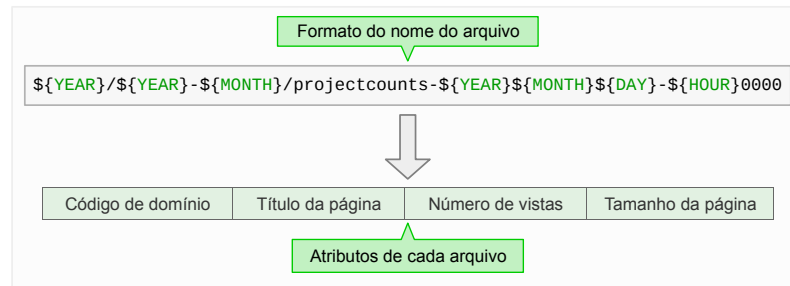 Formato do nome do arquivo
${YEAR}/${YEAR}-${MONTH}/projectcounts-${YEAR}${MONTH}${DAY}-${HOUR}0000
Código de domínio Título da página Número de vistas Tamanho da página
Atributos de cada arquivo